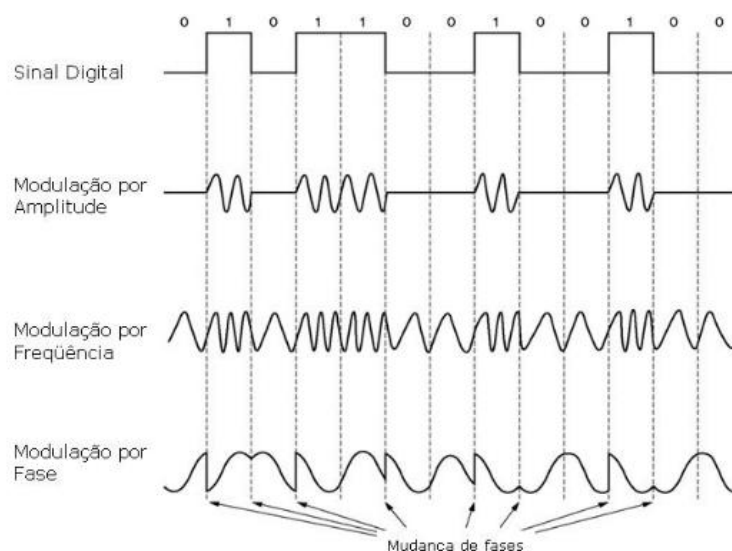 0 1 0 1 1 0 0 1 0 0 1 0 0
Sinal Digital
Modulação por
Amplitude
Modulação por
Freqüência
Modulação por
Fase
Mudança de fases